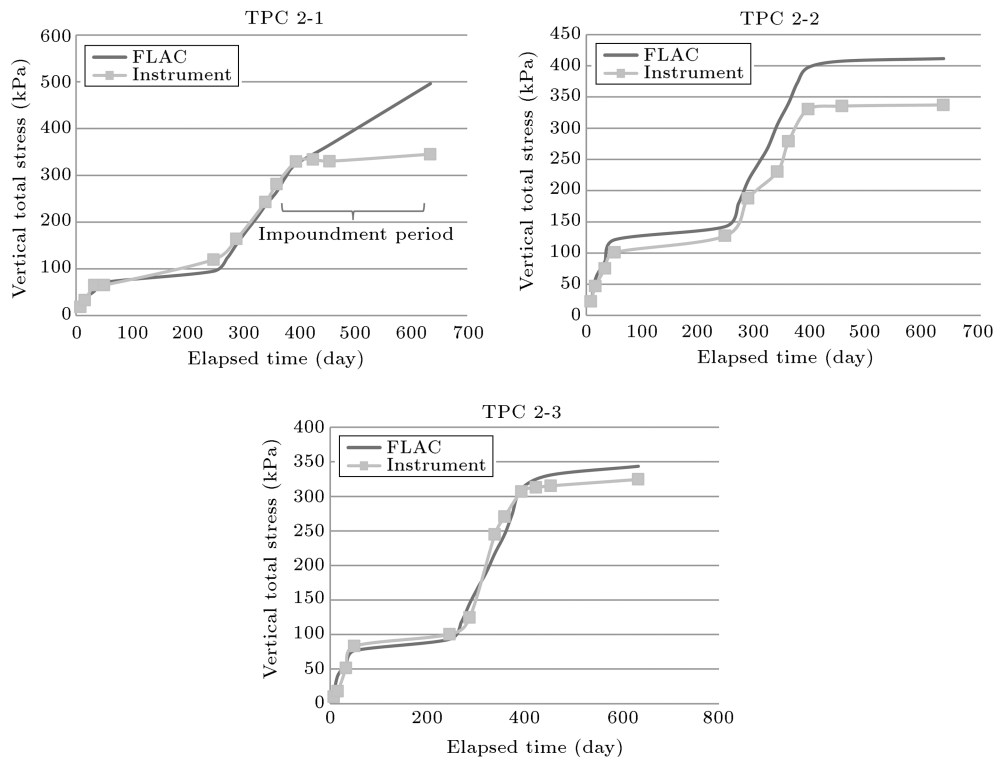 TPC 2-1
600
500
400
300
200
100
0
Vertical total stress (kPa)
FLAC
Instrument
Impoundment period
0 100 200 300 400 500 600 700
Elapsed time (day)
TPC 2-2
450
400
350
300
250
200
150
100
50
0
Vertical total stress (kPa)
FLAC
Instrument
0 100 200 300 400 500 600 700
Elapsed time (day)
TPC 2-3
400
350
300
250
200
150
100
50
0
Vertical total stress (kPa)
FLAC
Instrument
0 200 400 600 800
Elapsed time (day)